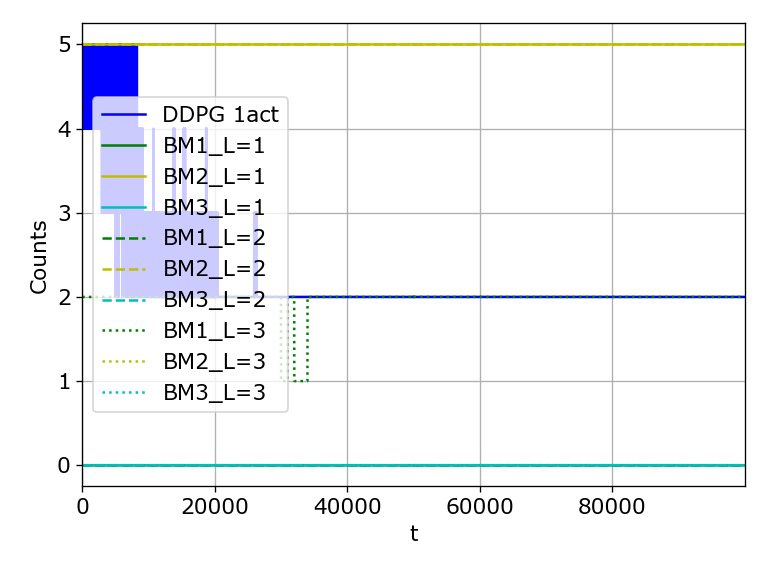 5
4
3
2
1
0
Counts
DDPG 1act
BM1_L=1
BM2_L=1
BM3_L=1
BM1_L=2
BM2_L=2
BM3_L=2
BM1_L=3
BM2_L=3
BM3_L=3
0
20000
40000
60000
80000
t